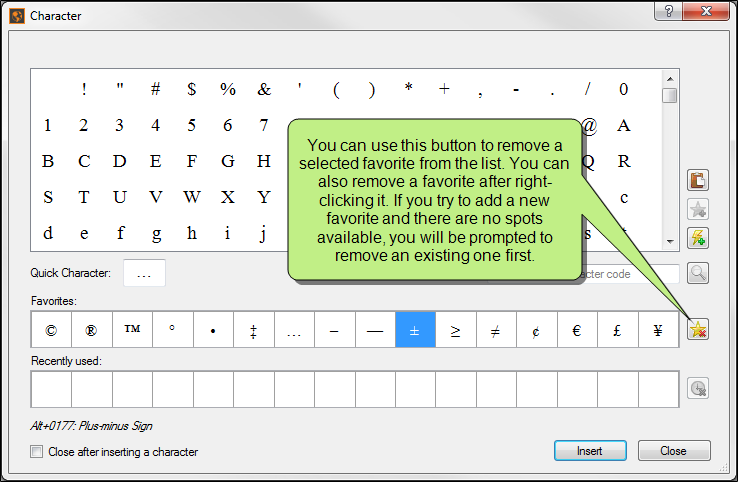 Character
?
! " # $ % & ' ( ) * + , - . / 0
1 2 3 4 5 6 7 @ A
B C D E F G H Q R
S T U V W X Y c
d e f g h i j s t
You can use this button to remove a
selected favorite from the list. You can
also remove a favorite after right-
clicking it. If you try to add a new
favorite and there are no spots
available, you will be prompted to
remove an existing one first.
Quick Character: ... acter code
Favorites:
© ® ™ ° • ‡ … – — ± ≥ ≠ ¢ € £ ¥
Recently used:
Alt+0177: Plus-minus Sign
Close after inserting a character
Insert Close